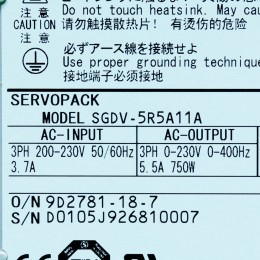 注意 Do not touch heatsink. May cau
CAUTION 请勿触摸散热片! 有烫伤的危险
注意
必ずアース線を接続せよ
Use proper grounding technique
接地端子必须接地
SERVOPACK
MODEL SGDV-5R5A11A
AC-INPUT AC-OUTPUT
3PH 200-230V 50/60Hz 3PH 0-230V 0-400Hz
3.7A 5.5A 750W
O/N 9D2781-18-7
S/N D0105J926810007